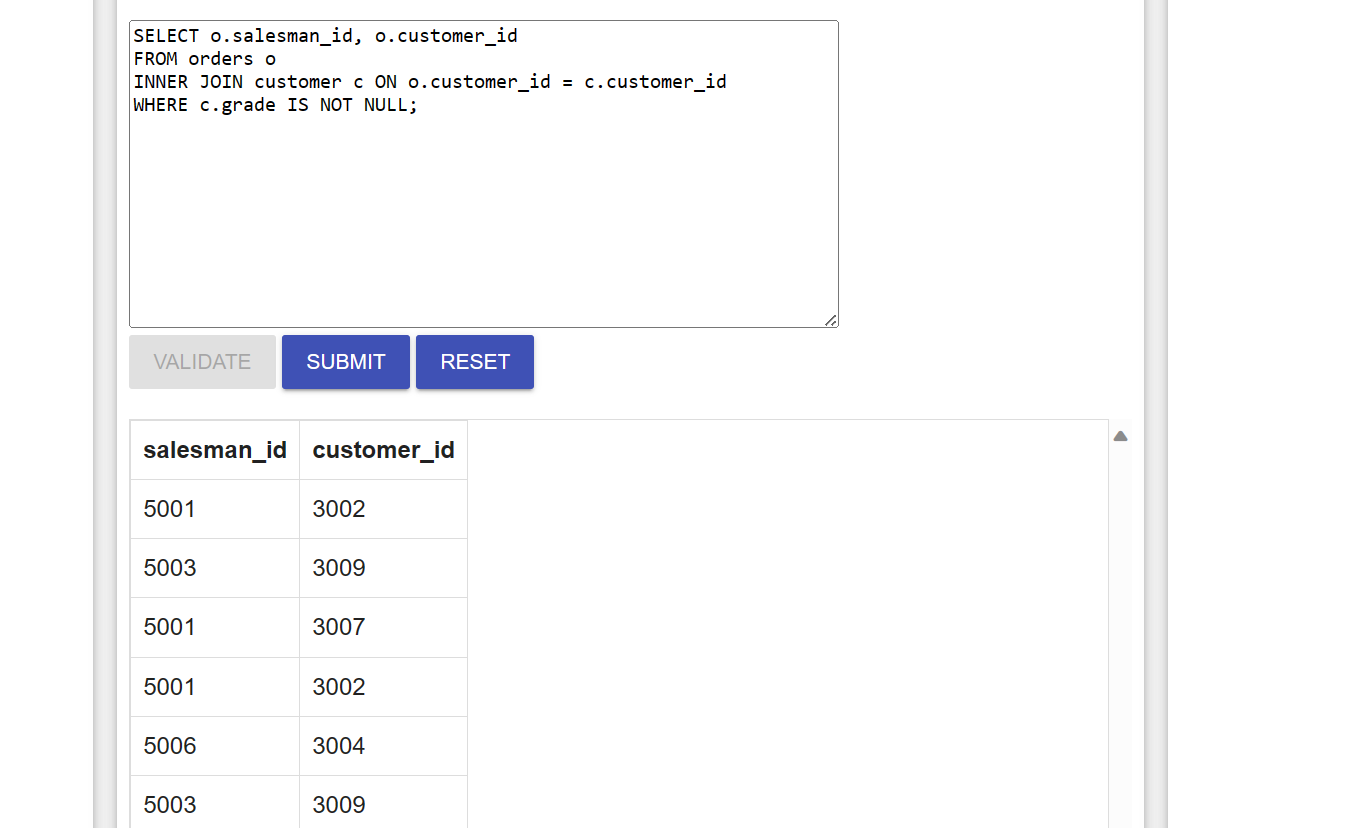 SELECT o.salesman_id, o.customer_id
FROM orders o
INNER JOIN customer c ON o.customer_id = c.customer_id
WHERE c.grade IS NOT NULL;
VALIDATE SUBMIT RESET
salesman_id customer_id
5001 3002
5003 3009
5001 3007
5001 3002
5006 3004
5003 3009